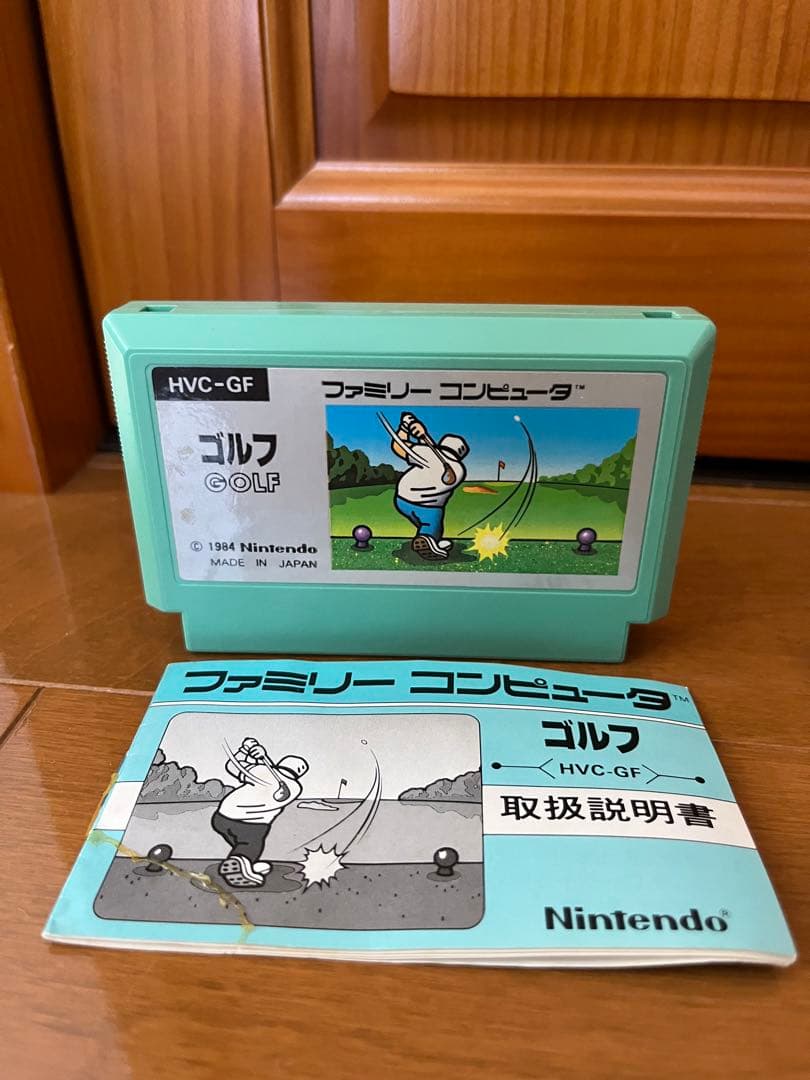 HVC-GF
ファミリー コンピュータ™
ゴルフ
GOLF
© 1984 Nintendo
MADE IN JAPAN
ファミリー コンピュータ™
ゴルフ
HVC-GF
取扱説明書
Nintendo®